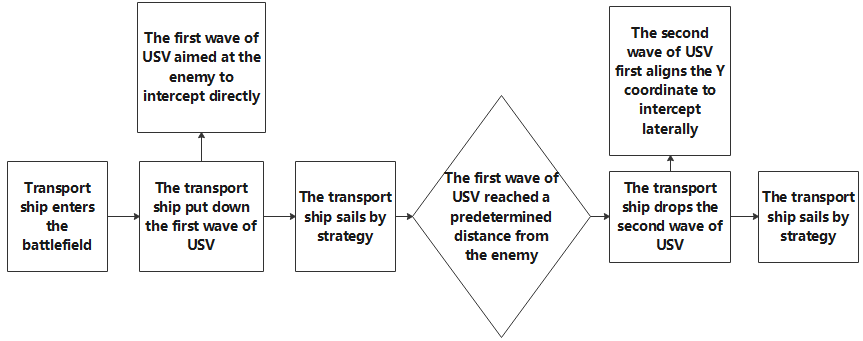 The first wave of
USV aimed at the
enemy to
intercept directly
The second
wave of USV
first aligns the Y
coordinate to
intercept
laterally
Transport
ship enters
the
battlefield
The transport
ship put down
the first wave of
USV
The transport
ship sails by
strategy
The first wave of
USV reached a
predetermined
distance from
the enemy
The transport
ship drops the
second wave of
USV
The transport
ship sails by
strategy